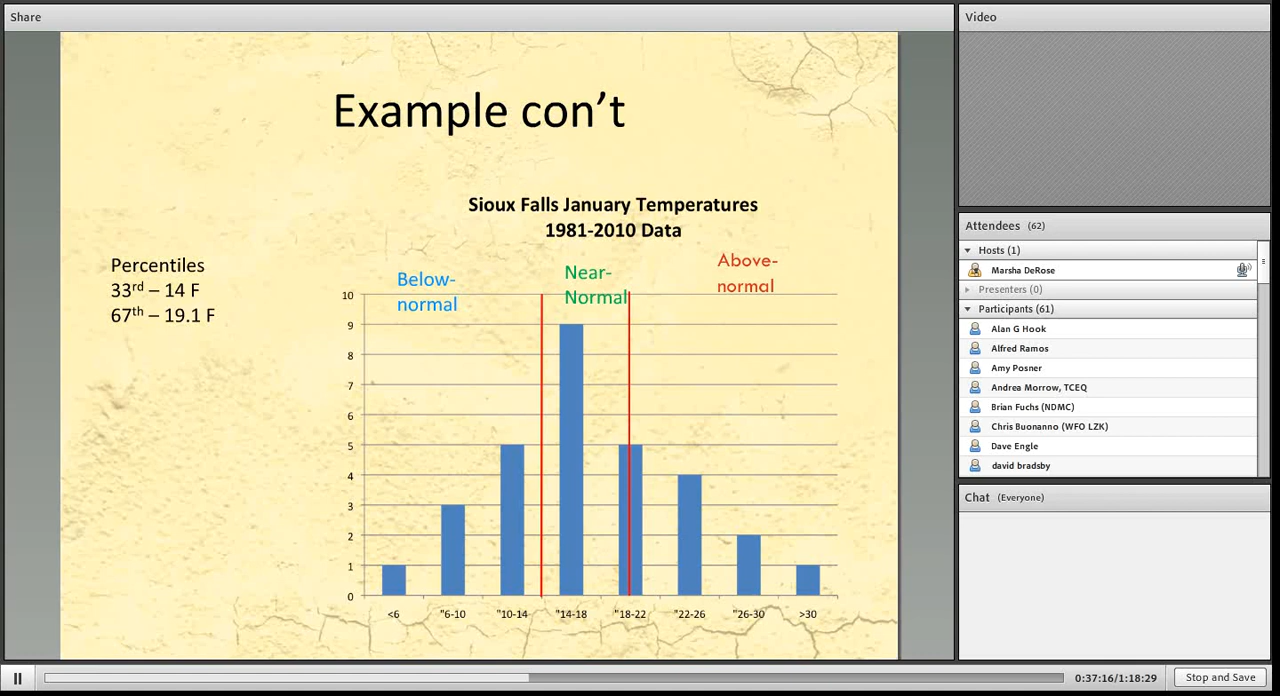 Share
Example con’t
Sioux Falls January Temperatures
1981-2010 Data
Percentiles
33rd – 14 F
67th – 19.1 F
Below-
normal
Near-
Normal
Above-
normal
10
9
8
7
6
5
4
3
2
1
0
<6
"6-10
"10-14
"14-18
"18-22
"22-26
"26-30
>30
Video
Attendees (62)
Hosts (1)
Marsha DeRose
Presenters (0)
Participants (61)
Alan G Hook
Alfred Ramos
Amy Posner
Andrea Morrow, TCEQ
Brian Fuchs (NDMC)
Chris Buonanno (WFO LZK)
Dave Engle
david bradsby
Chat (Everyone)
0:37:16/1:18:29
Stop and Save